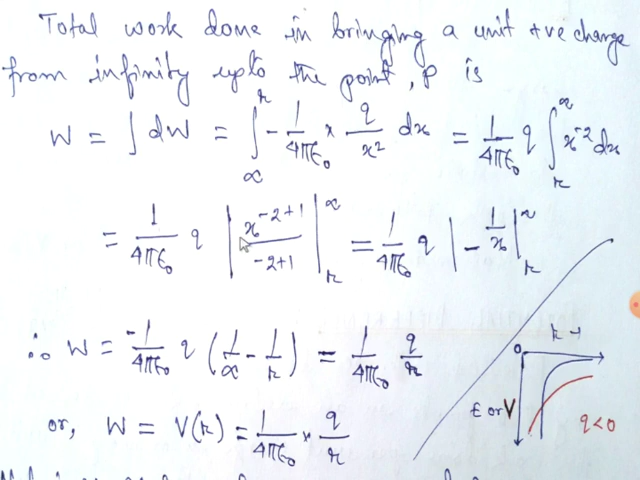 Total work done in bringing a unit +ve charge
from infinity upto the point, P is
W = ∫ dW = ∫_∝^r - 1/4πε₀ × q/x² dx = 1/4πε₀ q ∫_r^∝ x⁻² dx
= 1/4πε₀ q | x⁻²⁺¹/-2+1 |_r^∝ = 1/4πε₀ q | - 1/x |_r^∝
∴ W = -1/4πε₀ q (1/∝ - 1/r) = 1/4πε₀ q/r
or, W = V(r) = 1/4πε₀ × q/r
r →
O
E or V
q<0